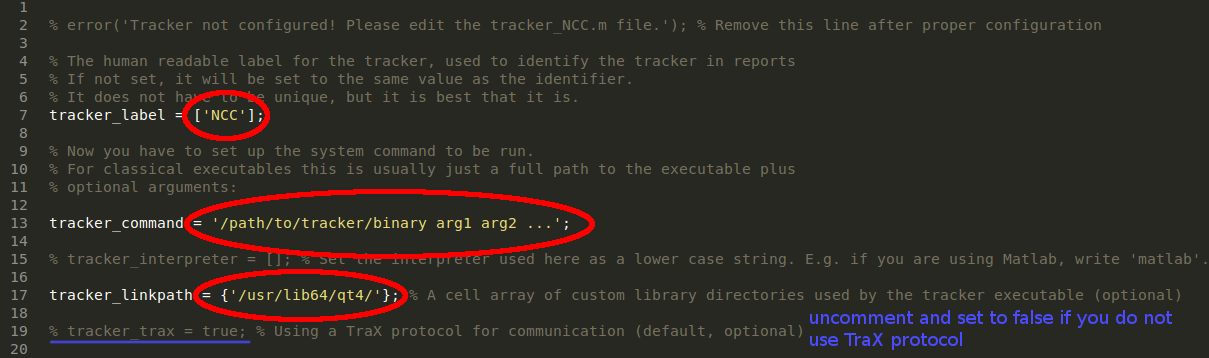 1
2 % error('Tracker not configured! Please edit the tracker_NCC.m file.'); % Remove this line after proper configuration
3
4 % The human readable label for the tracker, used to identify the tracker in reports
5 % If not set, it will be set to the same value as the identifier.
6 % It does not have to be unique, but it is best that it is.
7 tracker_label = ['NCC'];
8
9 % Now you have to set up the system command to be run.
10 % For classical executables this is usually just a full path to the executable plus
11 % optional arguments:
12
13 tracker_command = '/path/to/tracker/binary arg1 arg2 ...';
14
15 % tracker_interpreter = []; % Set the interpreter used here as a lower case string. E.g. if you are using Matlab, write 'matlab'.
16
17 tracker_linkpath = {'/usr/lib64/qt4/'}; % A cell array of custom library directories used by the tracker executable (optional)
18
19 % tracker_trax = true; % Using a TraX protocol for communication (default, optional)
uncomment and set to false if you do not
use TraX protocol
20